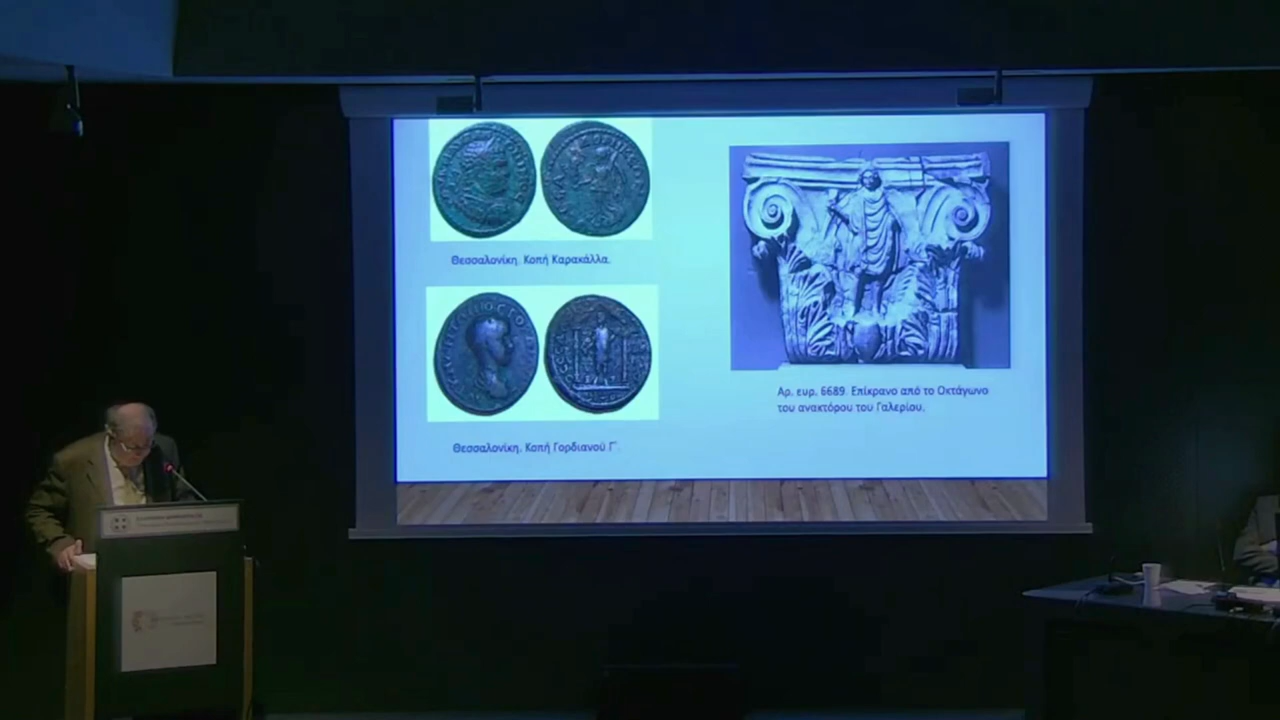 Θεσσαλονίκη. Κοπή Καρακάλλα.
Θεσσαλονίκη. Κοπή Γορδιανού Γ΄.
Αρ. ευρ. 6689. Επίκρανο από το Οκτάγωνο
του ανακτόρου του Γαλερίου.